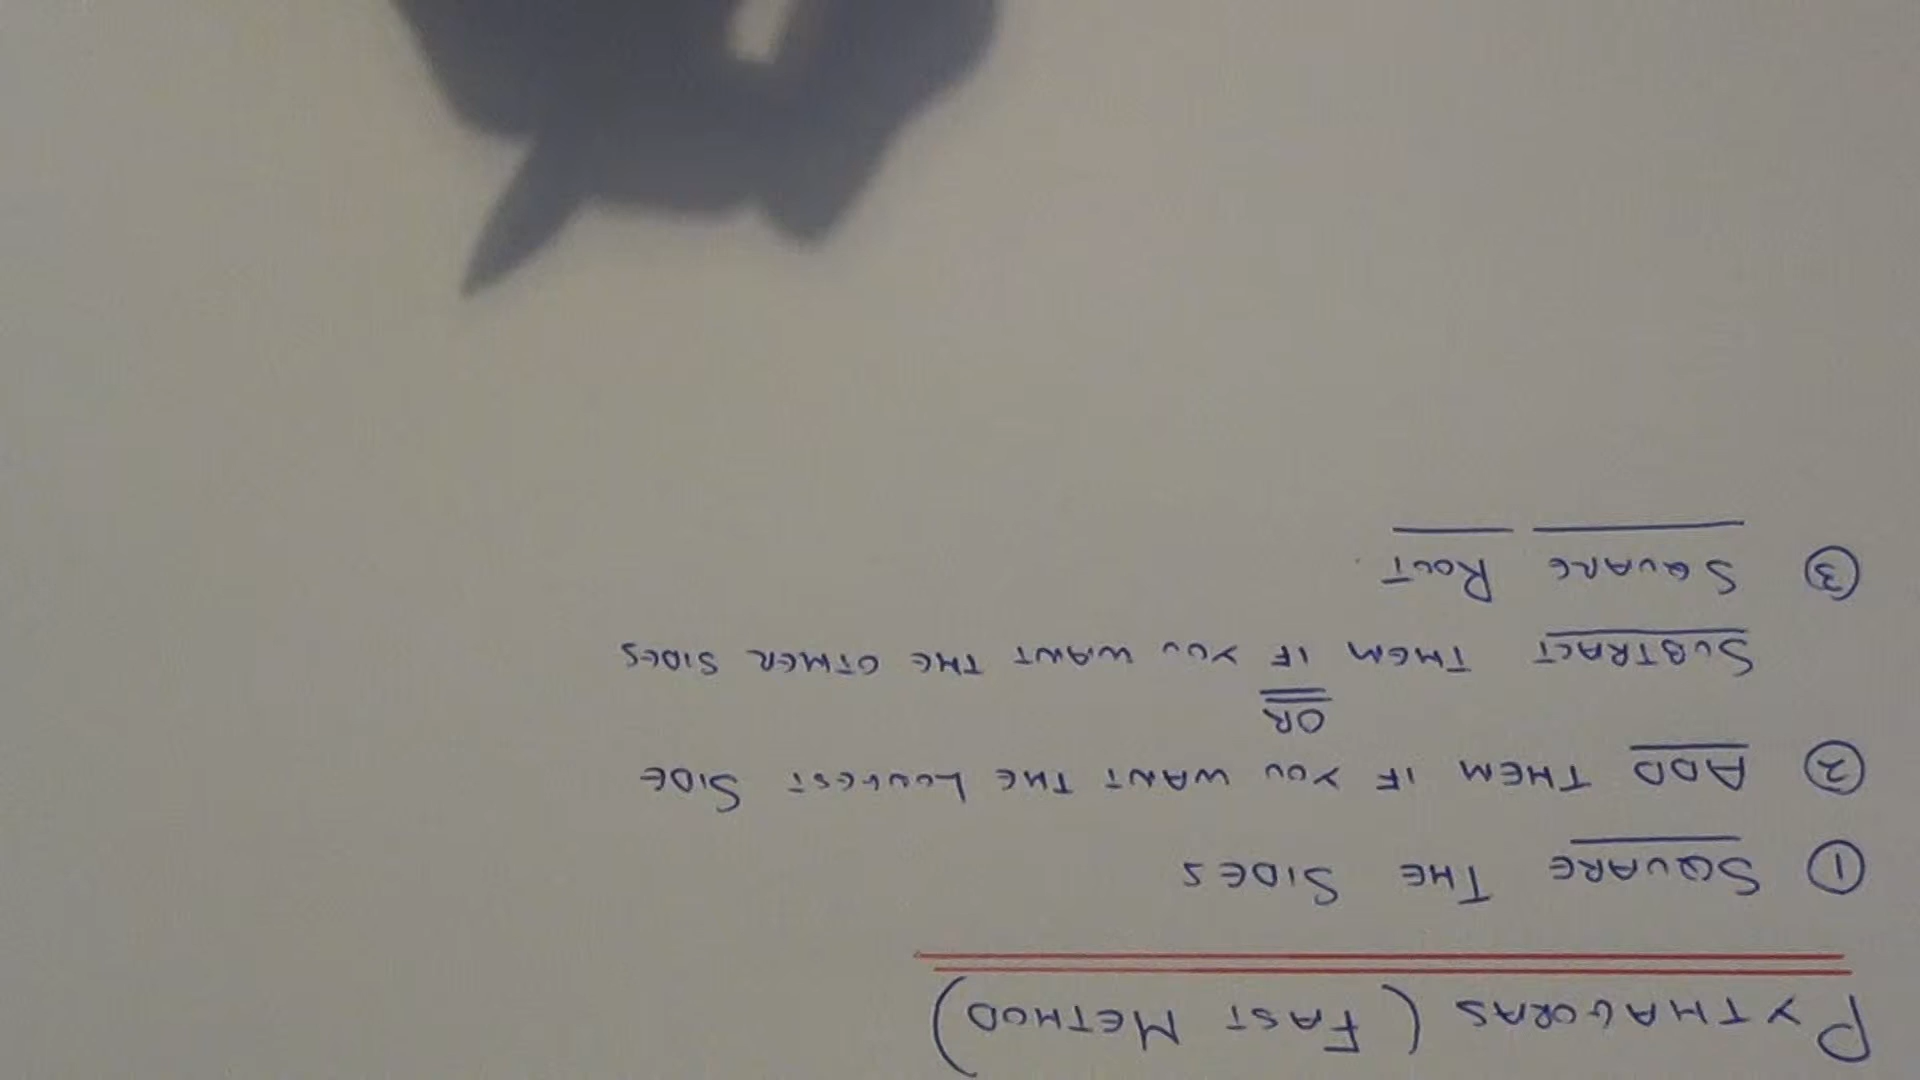 PYTHAGORAS (FAST METHOD)
① SQUARE THE SIDES
② ADD THEM IF YOU WANT THE LONGEST SIDE
OR
SUBTRACT THEM IF YOU WANT THE OTHER SIDES
③ SQUARE ROOT.